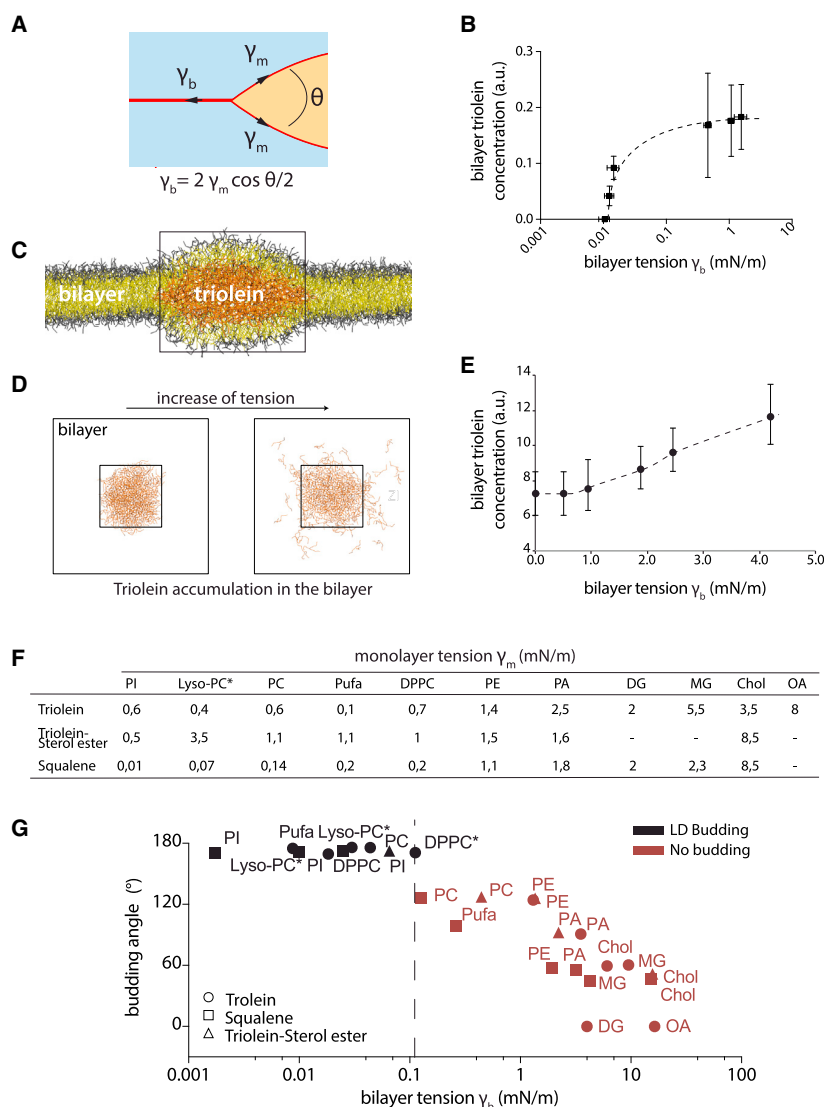 A
γm
γb
θ
γm
γb= 2 γm cos θ/2
B
bilayer triolein
concentration (a.u.)
0.3
0.2
0.1
0.0
0.001
0.01
0.1
1
10
bilayer tension γb (mN/m)
C
bilayer
triolein
D
increase of tension
bilayer
Triolein accumulation in the bilayer
E
bilayer triolein
concentration (a.u.)
14
12
10
8
6
4
2
0
0.0 1.0 2.0 3.0 4.0 5.0
bilayer tension γb (mN/m)
F
monolayer tension γm (mN/m)
PI Lyso-PC* PC Pufa DPPC PE PA DG MG Chol OA
Triolein 0,6 0,4 0,6 0,1 0,7 1,4 2,5 2 5,5 3,5 8
Triolein-
Sterol ester 0,5 3,5 1,1 1,1 1 1,5 1,6 - - 8,5 -
Squalene 0,01 0,07 0,14 0,2 0,2 1,1 1,8 2 2,3 8,5 -
G
budding angle (°)
180
120
60
0
PI
Pufa Lyso-PC*
PC
DPPC*
Lyso-PC* PI DPPC PI
LD Budding
No budding
PC
PC
PE
PE
Pufa
PA
PA
PE
PA
Chol
MG
MG
Chol
Chol
DG
OA
Trolein
Squalene
Triolein-Sterol ester
0.001
0.01
0.1
1
10
100
bilayer tension γb (mN/m)